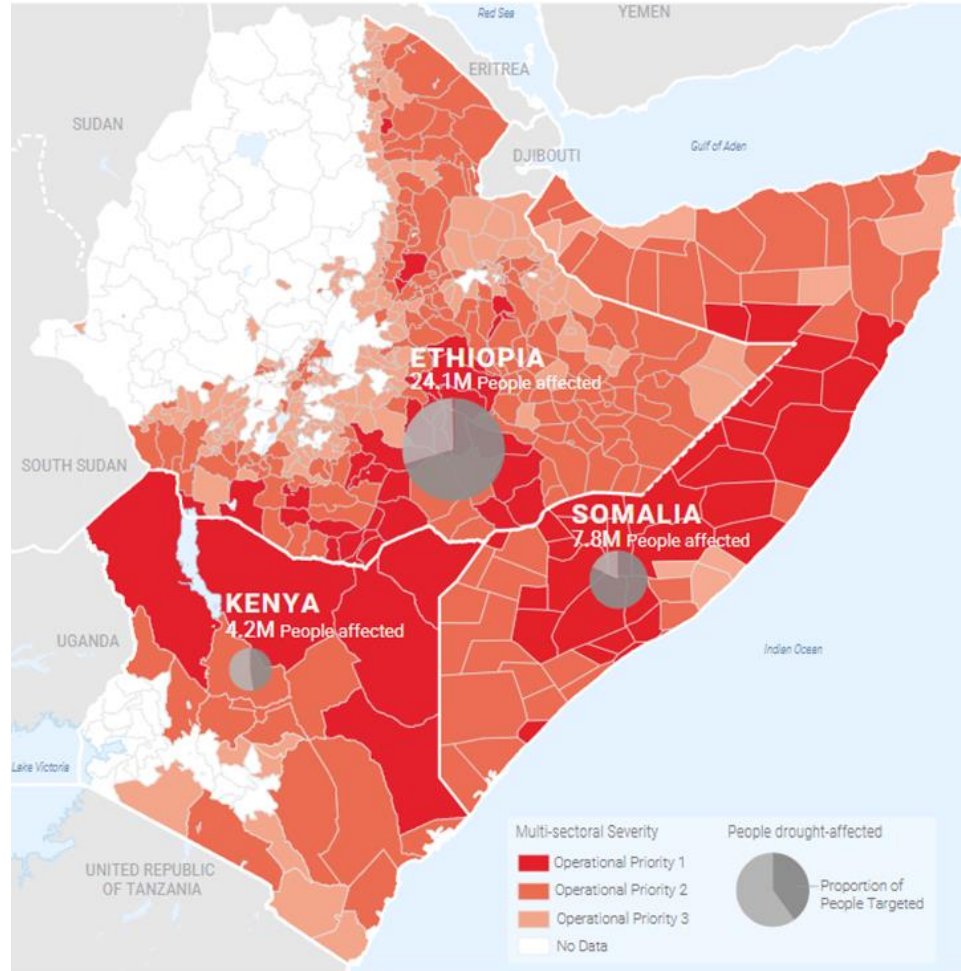 Red Sea
YEMEN
ERITREA
SUDAN
DJIBOUTI
Gulf of Aden
ETHIOPIA
24.1M People affected
SOUTH SUDAN
SOMALIA
7.8M People affected
KENYA
4.2M People affected
UGANDA
Indian Ocean
Lake Victoria
UNITED REPUBLIC
OF TANZANIA
Multi-sectoral Severity
Operational Priority 1
Operational Priority 2
Operational Priority 3
No Data
People drought-affected
Proportion of
People Targeted